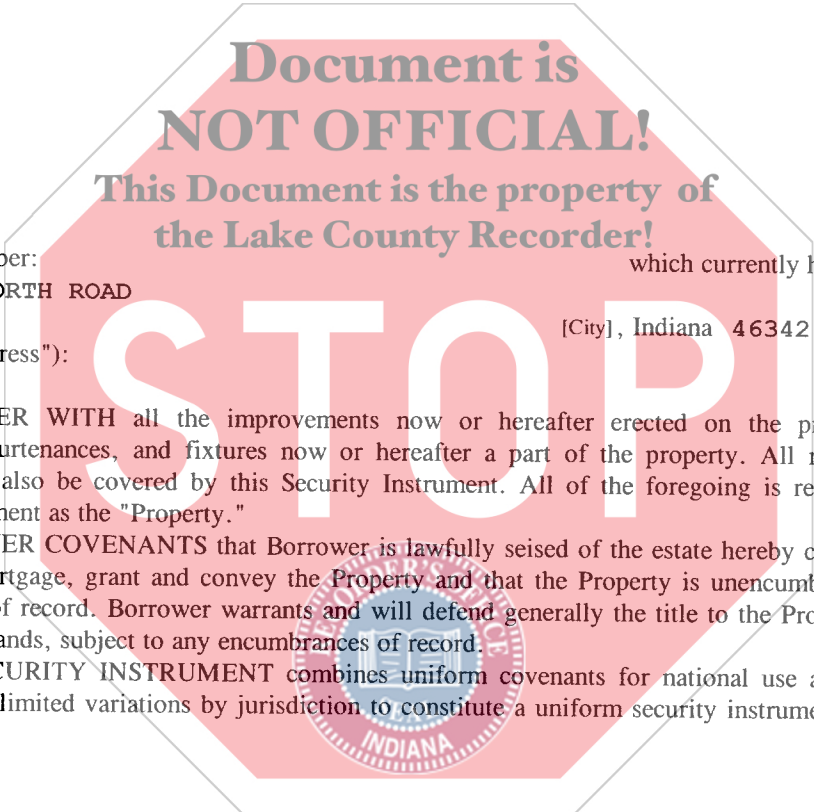 Document is
NOT OFFICIAL!
This Document is the property of
the Lake County Recorder!
ber:
which currently h
ORTH ROAD
[City], Indiana 46342
ress"):
STOP
ER WITH all the improvements now or hereafter erected on the p
urtenances, and fixtures now or hereafter a part of the property. All r
also be covered by this Security Instrument. All of the foregoing is re
ment as the "Property."
ER COVENANTS that Borrower is lawfully seised of the estate hereby c
rtgage, grant and convey the Property and that the Property is unencumb
f record. Borrower warrants and will defend generally the title to the Pro
ands, subject to any encumbrances of record.
CURITY INSTRUMENT combines uniform covenants for national use a
limited variations by jurisdiction to constitute a uniform security instrume
RECORDER'S OFFICE
SEAL
INDIANA